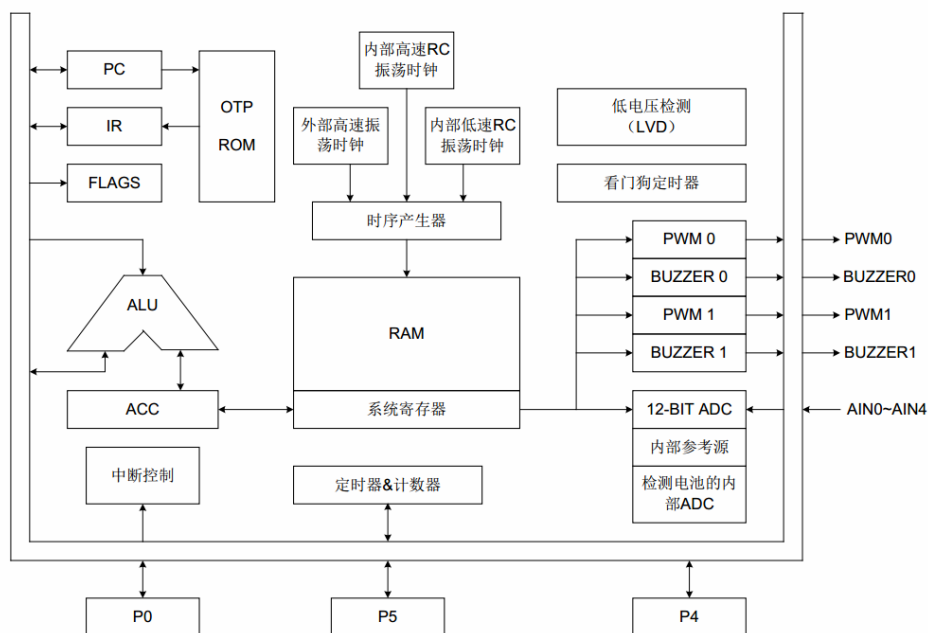 PC
IR
FLAGS
OTP
ROM
内部高速RC
振荡时钟
外部高速振
荡时钟
内部低速RC
振荡时钟
时序产生器
低电压检测
（LVD）
看门狗定时器
ALU
ACC
RAM
系统寄存器
PWM 0
BUZZER 0
PWM 1
BUZZER 1
12-BIT ADC
内部参考源
检测电池的内
部ADC
PWM0
BUZZER0
PWM1
BUZZER1
AIN0~AIN4
中断控制
定时器&计数器
P0
P5
P4